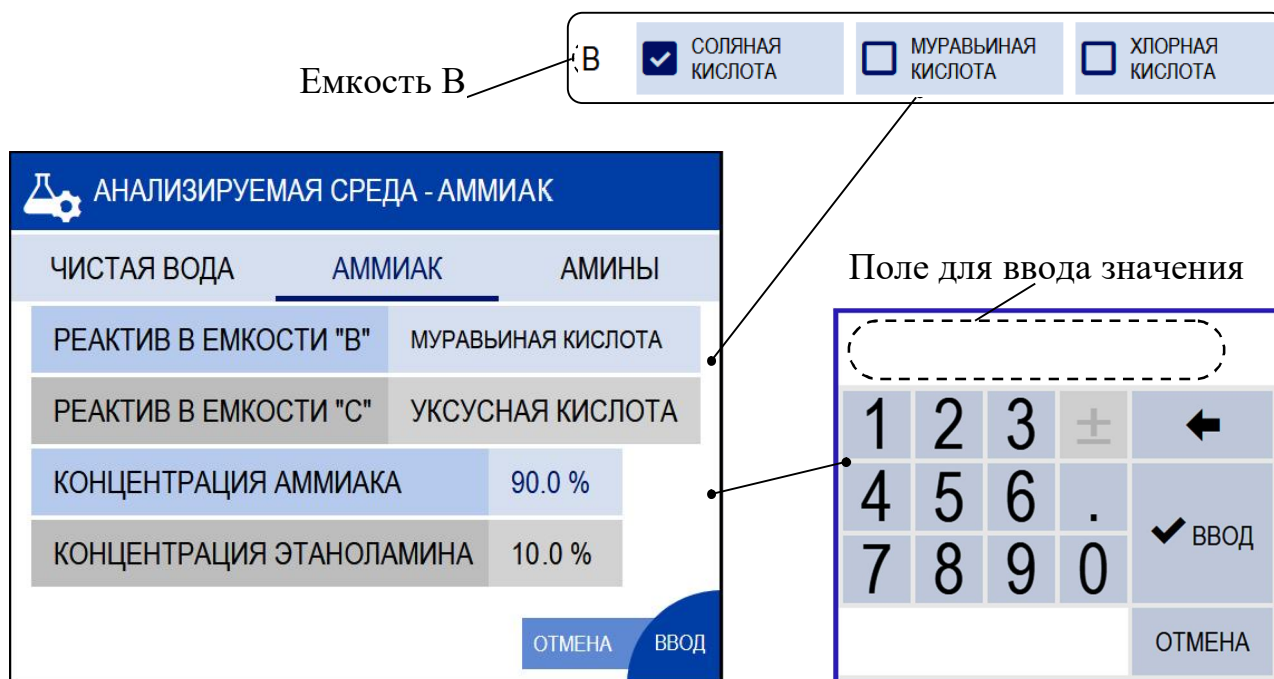 В
СОЛЯНАЯ
КИСЛОТА
МУРАВЬИНАЯ
КИСЛОТА
ХЛОРНАЯ
КИСЛОТА
Емкость В
АНАЛИЗИРУЕМАЯ СРЕДА - АММИАК
ЧИСТАЯ ВОДА АММИАК АМИНЫ
РЕАКТИВ В ЕМКОСТИ "В" МУРАВЬИНАЯ КИСЛОТА
РЕАКТИВ В ЕМКОСТИ "С" УКСУСНАЯ КИСЛОТА
КОНЦЕНТРАЦИЯ АММИАКА 90.0 %
КОНЦЕНТРАЦИЯ ЭТАНОЛАМИНА 10.0 %
ОТМЕНА ВВОД
Поле для ввода значения
1 2 3 ±
4 5 6 .
7 8 9 0
ВВОД
ОТМЕНА